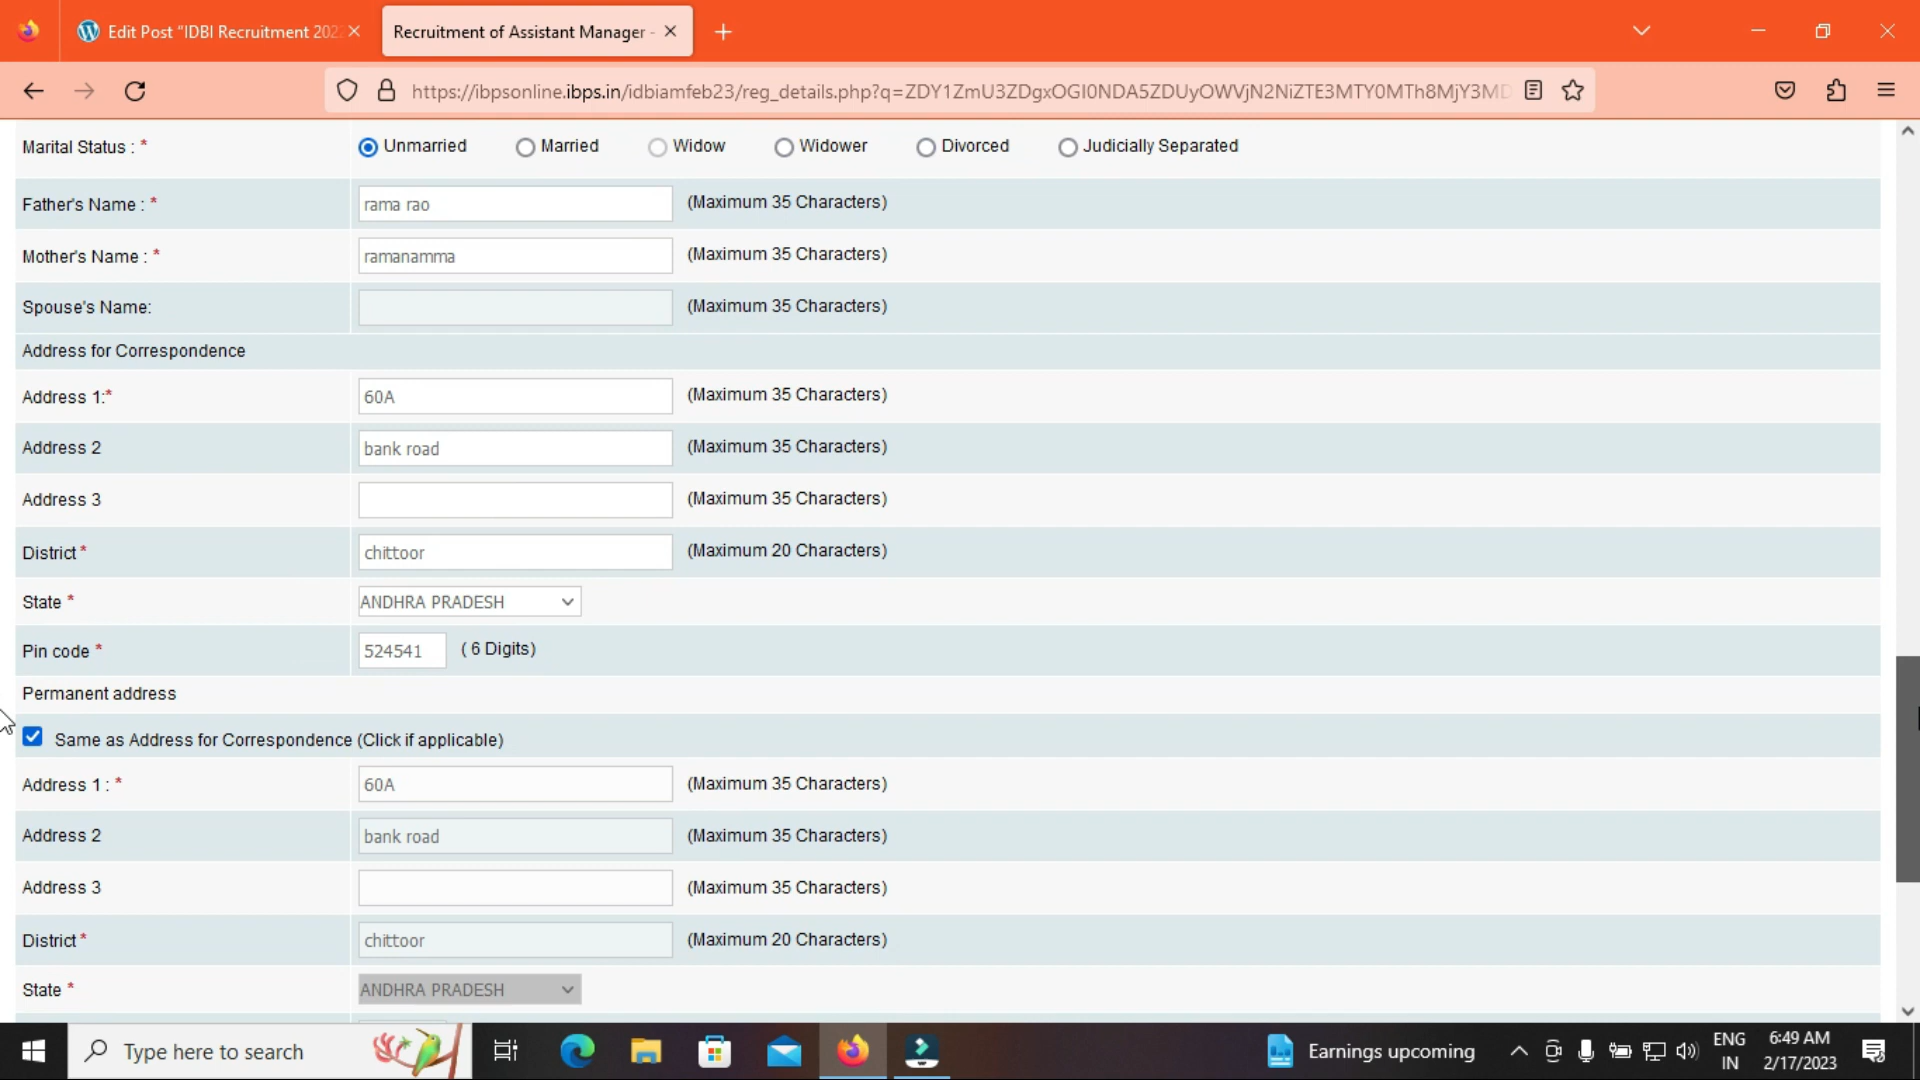 Edit Post "IDBI Recruitment 202
Recruitment of Assistant Manager -
https://ibpsonline.ibps.in/idbiamfeb23/reg_details.php?q=
Marital Status : * Unmarried Married Widow Widower Divorced Judicially Separated
Father's Name : * rama rao (Maximum 35 Characters)
Mother's Name : * ramanamma (Maximum 35 Characters)
Spouse's Name: (Maximum 35 Characters)
Address for Correspondence
Address 1:* 60A (Maximum 35 Characters)
Address 2 bank road (Maximum 35 Characters)
Address 3 (Maximum 35 Characters)
District * chittoor (Maximum 20 Characters)
State * ANDHRA PRADESH
Pin code * 524541 ( 6 Digits)
Permanent address
Same as Address for Correspondence (Click if applicable)
Address 1 : * 60A (Maximum 35 Characters)
Address 2 bank road (Maximum 35 Characters)
Address 3 (Maximum 35 Characters)
District * chittoor (Maximum 20 Characters)
State * ANDHRA PRADESH
Type here to search
Earnings upcoming
ENG
IN
6:49 AM
2/17/2023